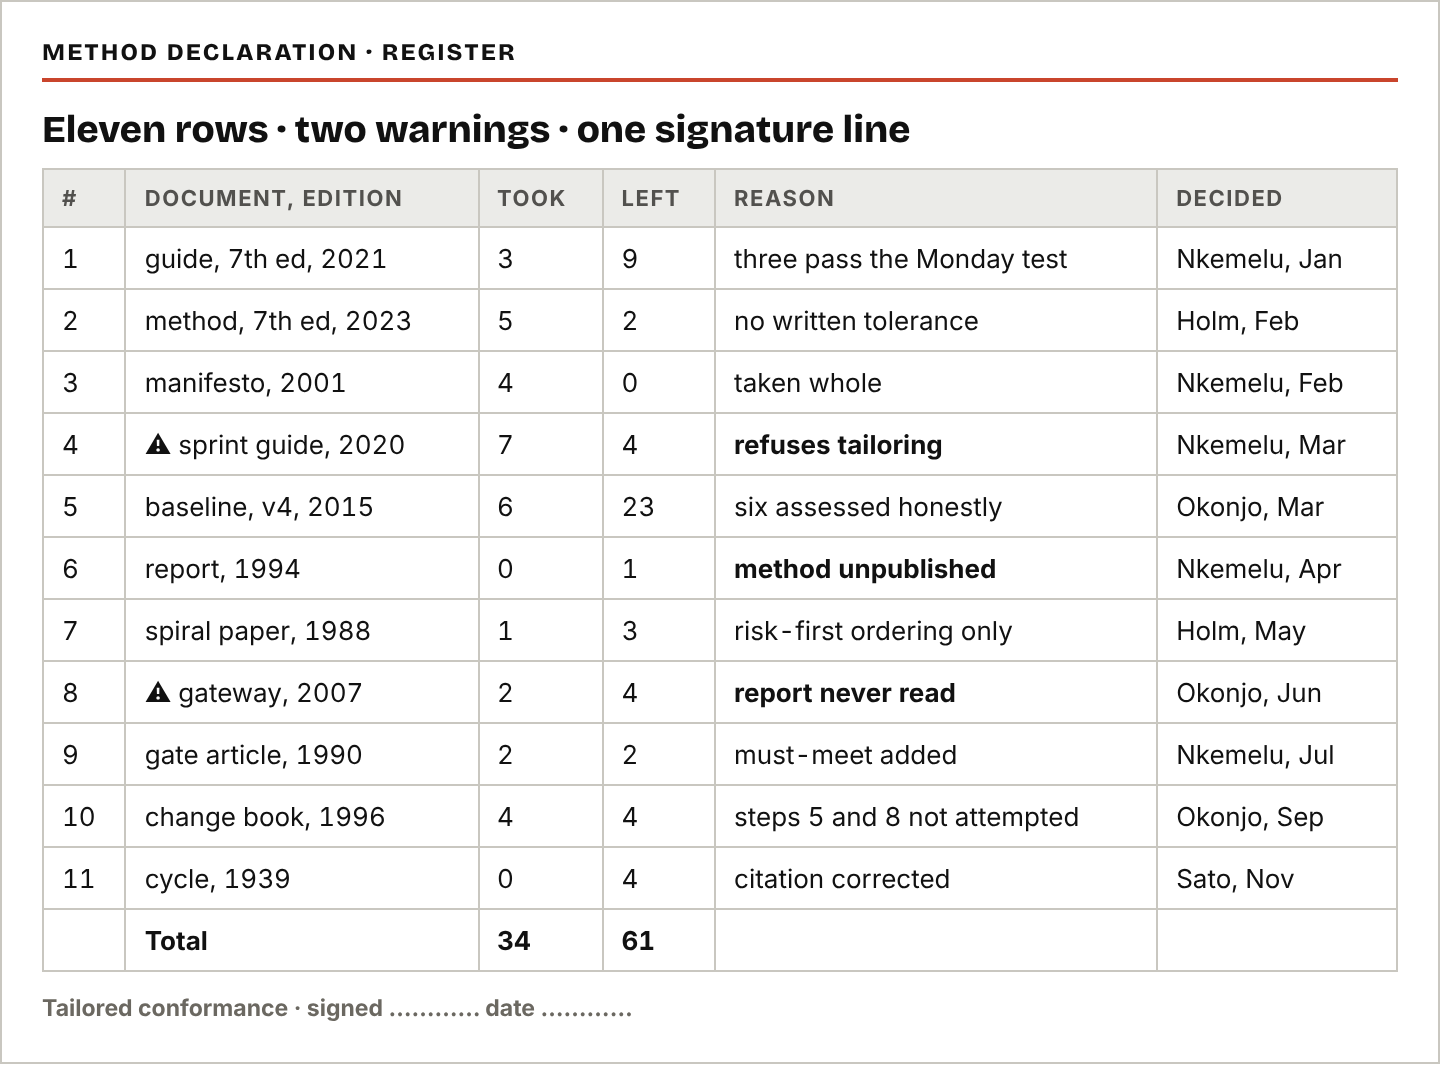 METHOD DECLARATION · REGISTER
Eleven rows · two warnings · one signature line
# DOCUMENT, EDITION TOOK LEFT REASON DECIDED
1 guide, 7th ed, 2021 3 9 three pass the Monday test Nkemelu, Jan
2 method, 7th ed, 2023 5 2 no written tolerance Holm, Feb
3 manifesto, 2001 4 0 taken whole Nkemelu, Feb
4 ⚠ sprint guide, 2020 7 4 refuses tailoring Nkemelu, Mar
5 baseline, v4, 2015 6 23 six assessed honestly Okonjo, Mar
6 report, 1994 0 1 method unpublished Nkemelu, Apr
7 spiral paper, 1988 1 3 risk-first ordering only Holm, May
8 ⚠ gateway, 2007 2 4 report never read Okonjo, Jun
9 gate article, 1990 2 2 must-meet added Nkemelu, Jul
10 change book, 1996 4 4 steps 5 and 8 not attempted Okonjo, Sep
11 cycle, 1939 0 4 citation corrected Sato, Nov
Total 34 61
Tailored conformance · signed ............ date ............